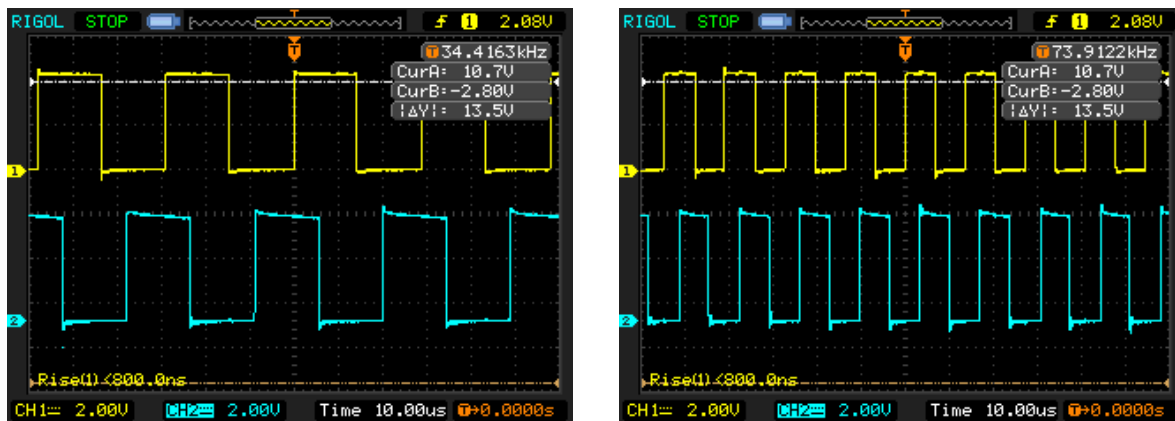 RIGOL STOP T f 1 2.08V
T 34.4163kHz
CurA: 10.7V
CurB:-2.80V
|ΔY|: 13.5V
1
2
Rise(1)<800.0ns
CH1 2.00V CH2 2.00V Time 10.00us T→0.0000s
RIGOL STOP T f 1 2.08V
T 73.9122kHz
CurA: 10.7V
CurB:-2.80V
|ΔY|: 13.5V
1
2
Rise(1)<800.0ns
CH1 2.00V CH2 2.00V Time 10.00us T→0.0000s